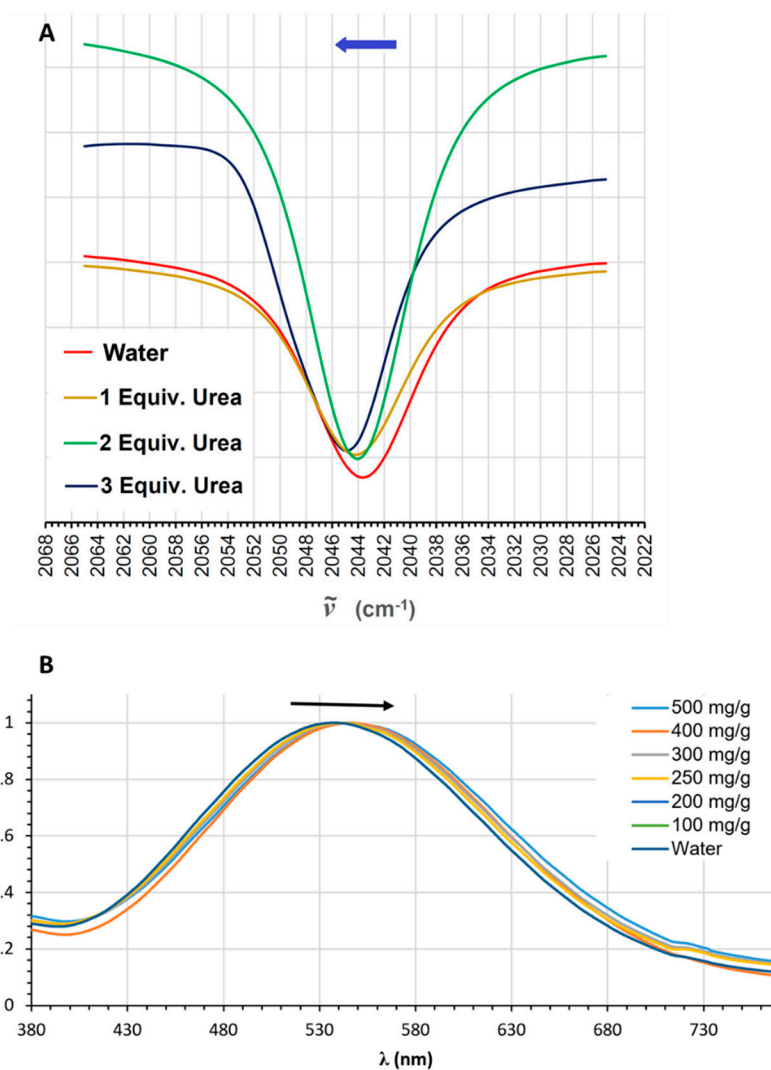 A
Water
1 Equiv. Urea
2 Equiv. Urea
3 Equiv. Urea
2068 2066 2064 2062 2060 2058 2056 2054 2052 2050 2048 2046 2044 2042 2040 2038 2036 2034 2032 2030 2028 2026 2024 2022
ṽ (cm⁻¹)
B
500 mg/g
400 mg/g
300 mg/g
250 mg/g
200 mg/g
100 mg/g
Water
1
.8
.6
.4
.2
0
380 430 480 530 580 630 680 730
λ (nm)